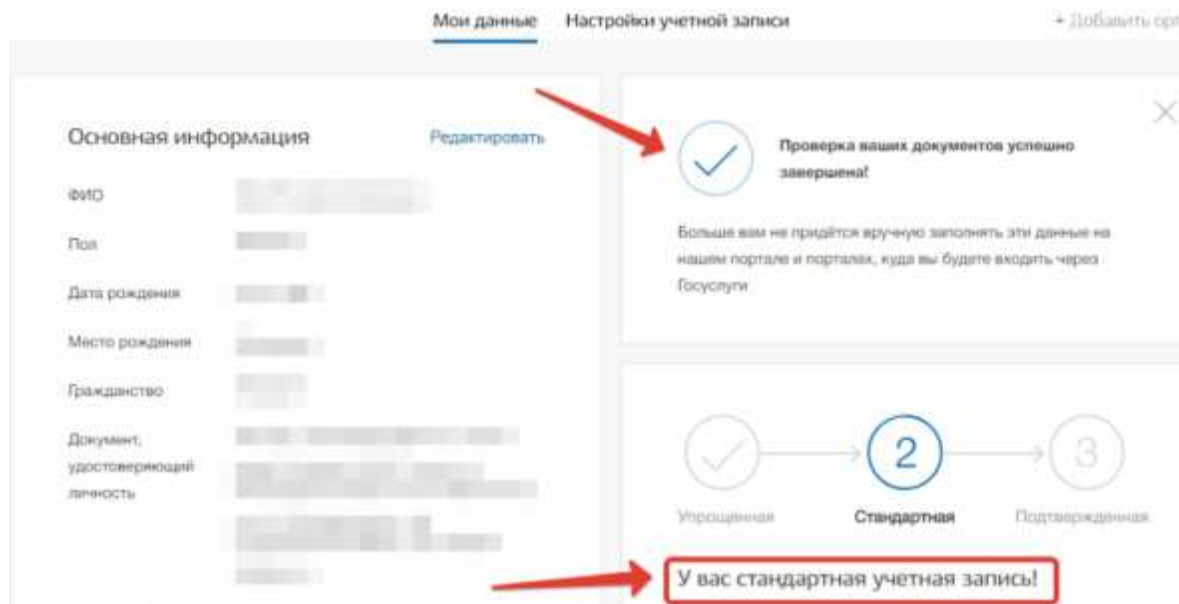 Мои данные
Настройки учетной записи
+ Добавить орг
Основная информация
Редактировать
ФИО
Пол
Дата рождения
Место рождения
Гражданство
Документ,
удостоверяющий
личность
Проверка ваших документов успешно
завершена!
Больше вам не придётся вручную заполнять эти данные на
нашем портале и порталах, куда вы будете входить через
Госуслуги
2
3
Упрощенная
Стандартная
Подтвержденная
У вас стандартная учетная запись!